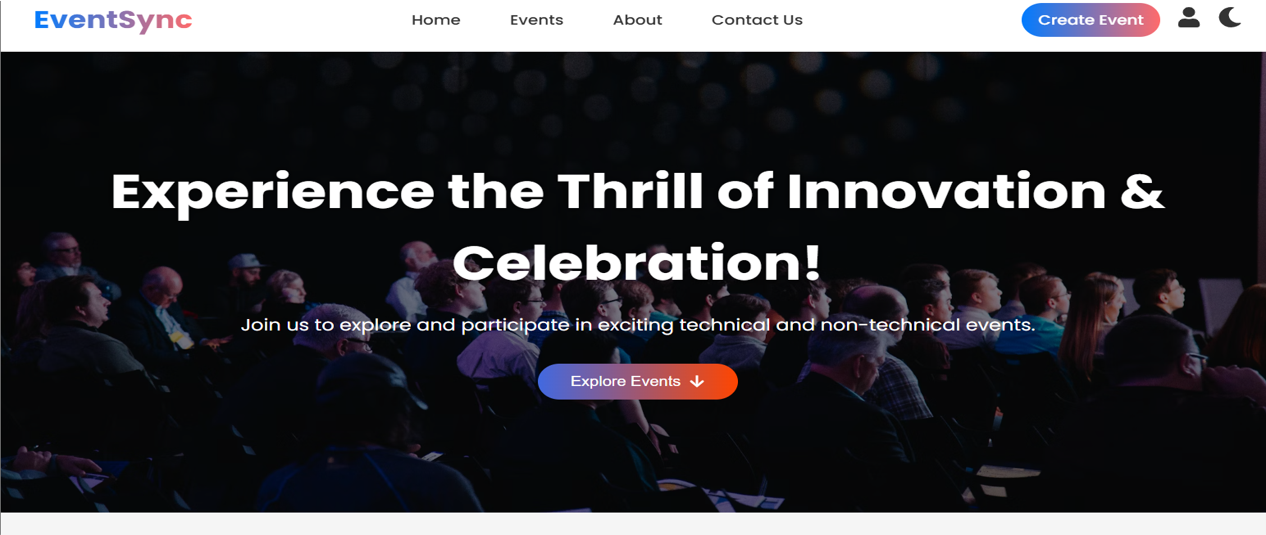 EventSync
Home
Events
About
Contact Us
Create Event
Experience the Thrill of Innovation &
Celebration!
Join us to explore and participate in exciting technical and non-technical events.
Explore Events